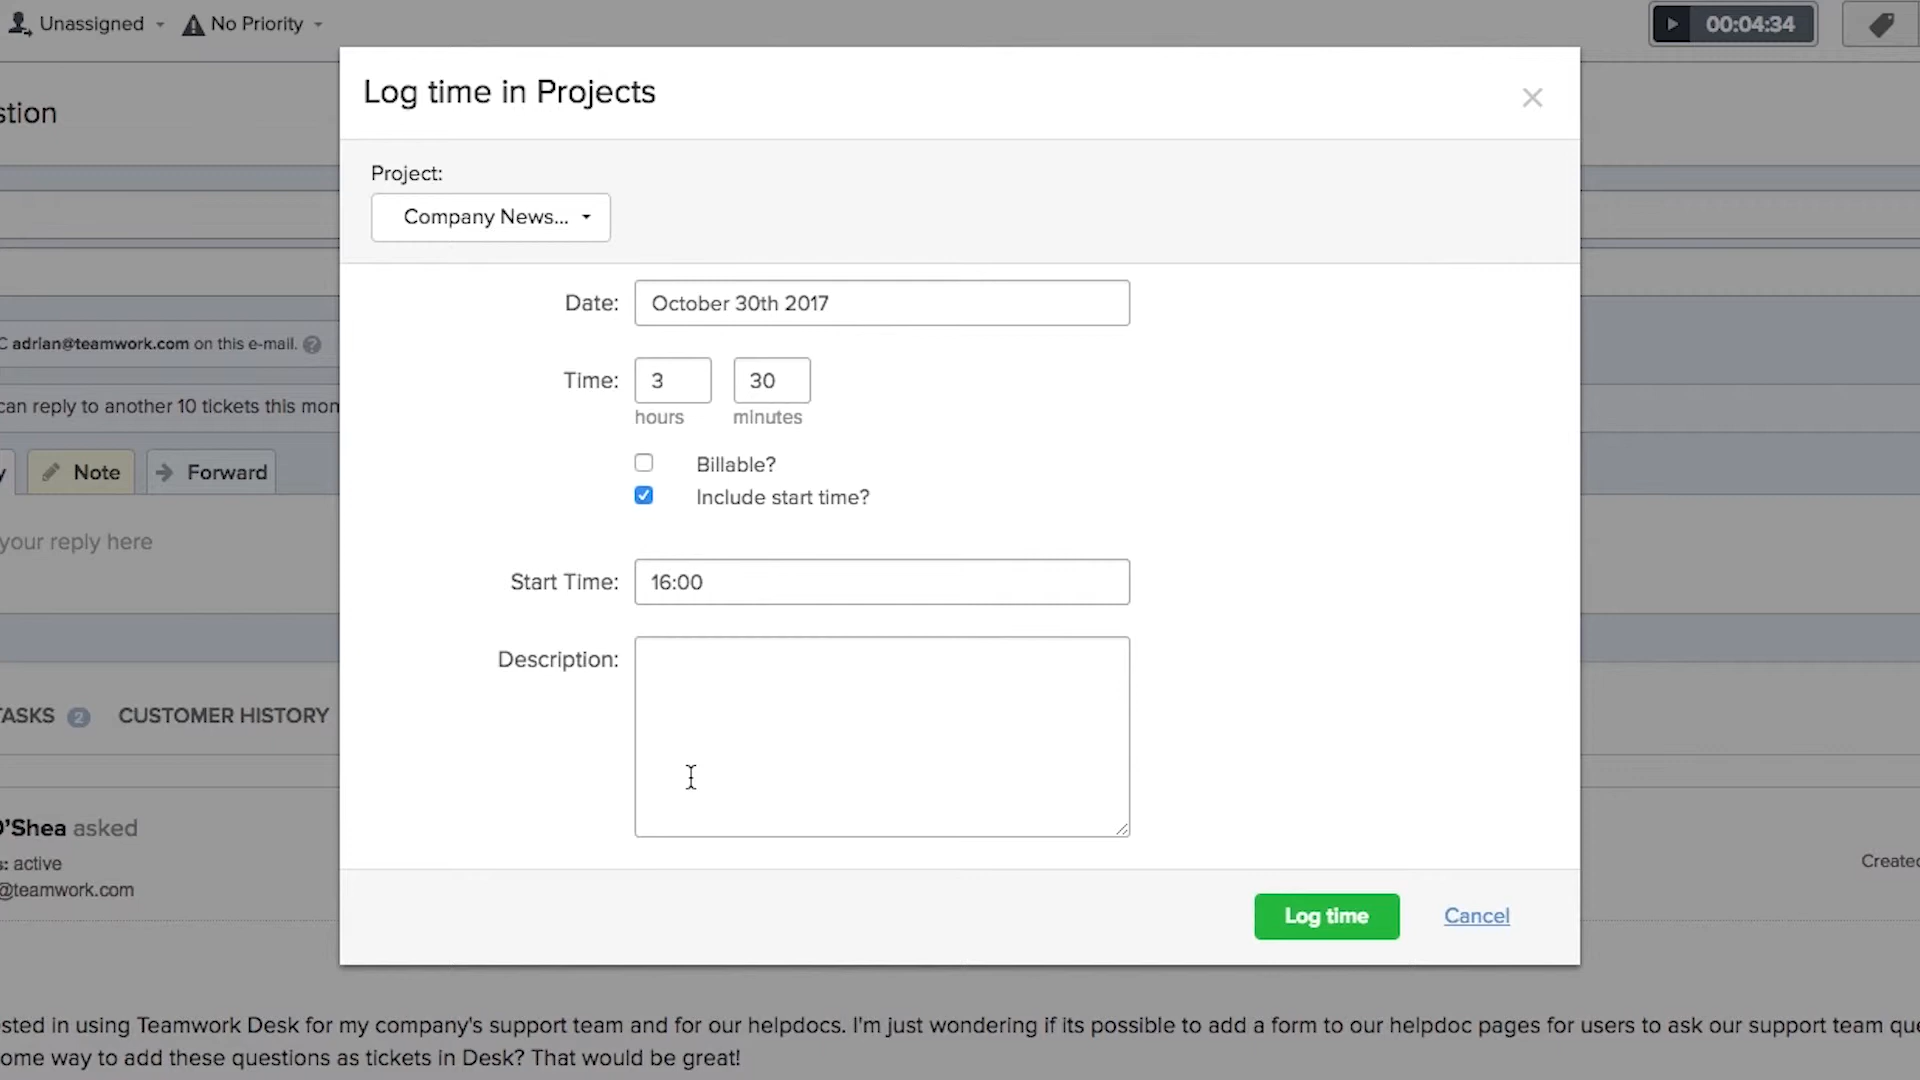 Unassigned No Priority 00:04:34
Log time in Projects
stion
Project:
Company News...
Date: October 30th 2017
C adrian@teamwork.com on this e-mail.
Time: 3 30
hours minutes
can reply to another 10 tickets this mon
Billable?
y Note Forward
Include start time?
your reply here
Start Time: 16:00
Description:
TASKS 2 CUSTOMER HISTORY
O'Shea asked
s: active
Created
@teamwork.com
Log time Cancel
sted in using Teamwork Desk for my company's support team and for our helpdocs. I'm just wondering if its possible to add a form to our helpdoc pages for users to ask our support team que
ome way to add these questions as tickets in Desk? That would be great!